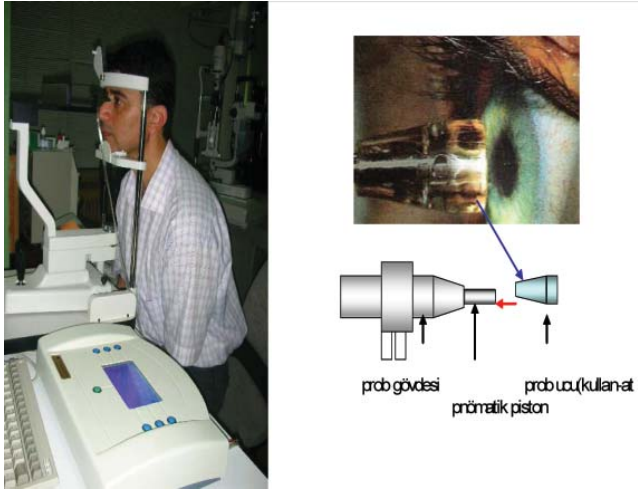 prob gövdesi
prob ucu(kullan-at
pnömatik piston